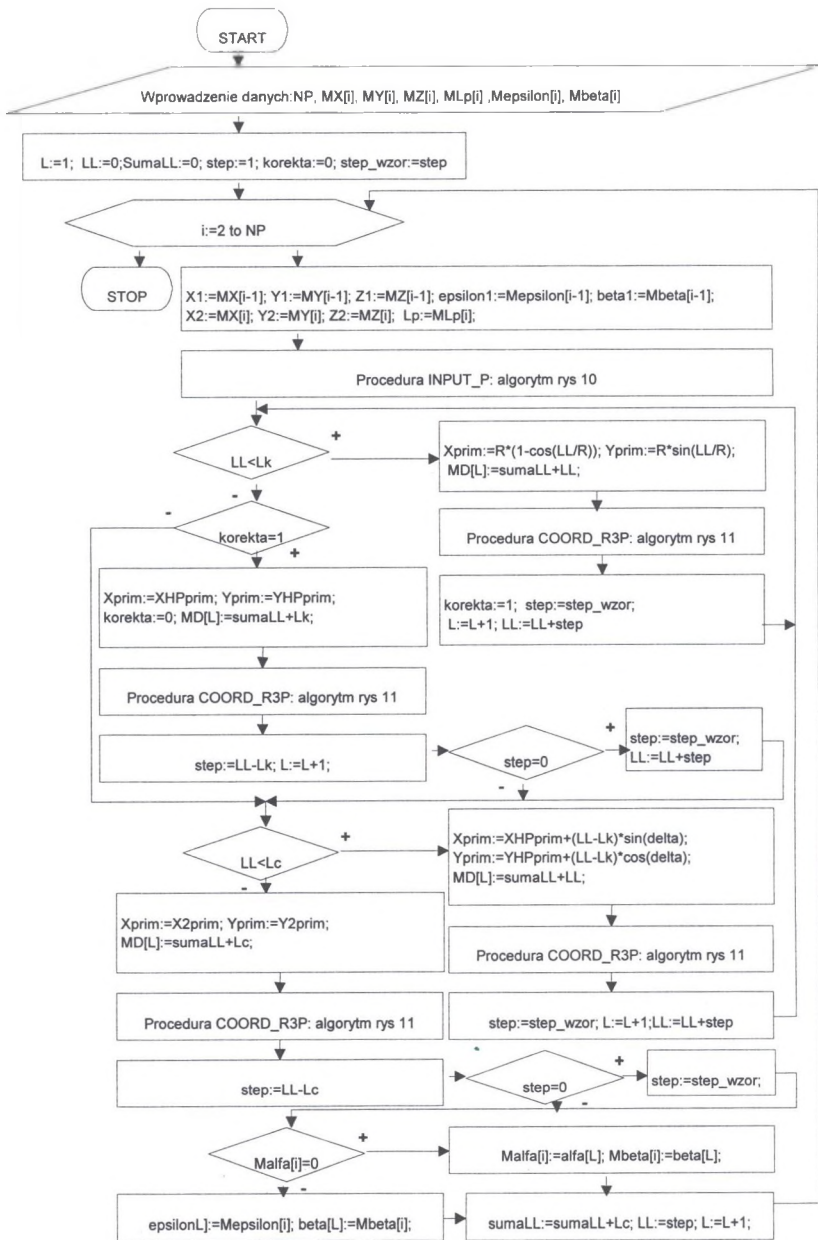 START
Wprowadzenie danych:NP, MX[i], MY[i], MZ[i], MLp[i] ,Mepsilon[i], Mbeta[i]
L:=1; LL:=0;SumaLL:=0; step:=1; korekta:=0; step_wzor:=step
i:=2 to NP
STOP
X1:=MX[i-1]; Y1:=MY[i-1]; Z1:=MZ[i-1]; epsilon1:=Mepsilon[i-1]; beta1:=Mbeta[i-1];
X2:=MX[i]; Y2:=MY[i]; Z2:=MZ[i]; Lp:=MLp[i];
Procedura INPUT_P: algorytm rys 10
LL<Lk
+
-
Xprim:=R*(1-cos(LL/R)); Yprim:=R*sin(LL/R);
MD[L]:=sumaLL+LL;
Procedura COORD_R3P: algorytm rys 11
korekta:=1; step:=step_wzor;
L:=L+1; LL:=LL+step
-
korekta=1
+
Xprim:=XHPprim; Yprim:=YHPprim;
korekta:=0; MD[L]:=sumaLL+Lk;
Procedura COORD_R3P: algorytm rys 11
step:=LL-Lk; L:=L+1;
step=0
+
-
step:=step_wzor;
LL:=LL+step
LL<Lc
+
-
Xprim:=XHPprim+(LL-Lk)*sin(delta);
Yprim:=YHPprim+(LL-Lk)*cos(delta);
MD[L]:=sumaLL+LL;
Procedura COORD_R3P: algorytm rys 11
step:=step_wzor; L:=L+1;LL:=LL+step
Xprim:=X2prim; Yprim:=Y2prim;
MD[L]:=sumaLL+Lc;
Procedura COORD_R3P: algorytm rys 11
step:=LL-Lc
step=0
+
-
step:=step_wzor;
Malfa[i]=0
+
-
Malfa[i]:=alfa[L]; Mbeta[i]:=beta[L];
epsilonL]:=Mepsilon[i]; beta[L]:=Mbeta[i];
sumaLL:=sumaLL+Lc; LL:=step; L:=L+1;